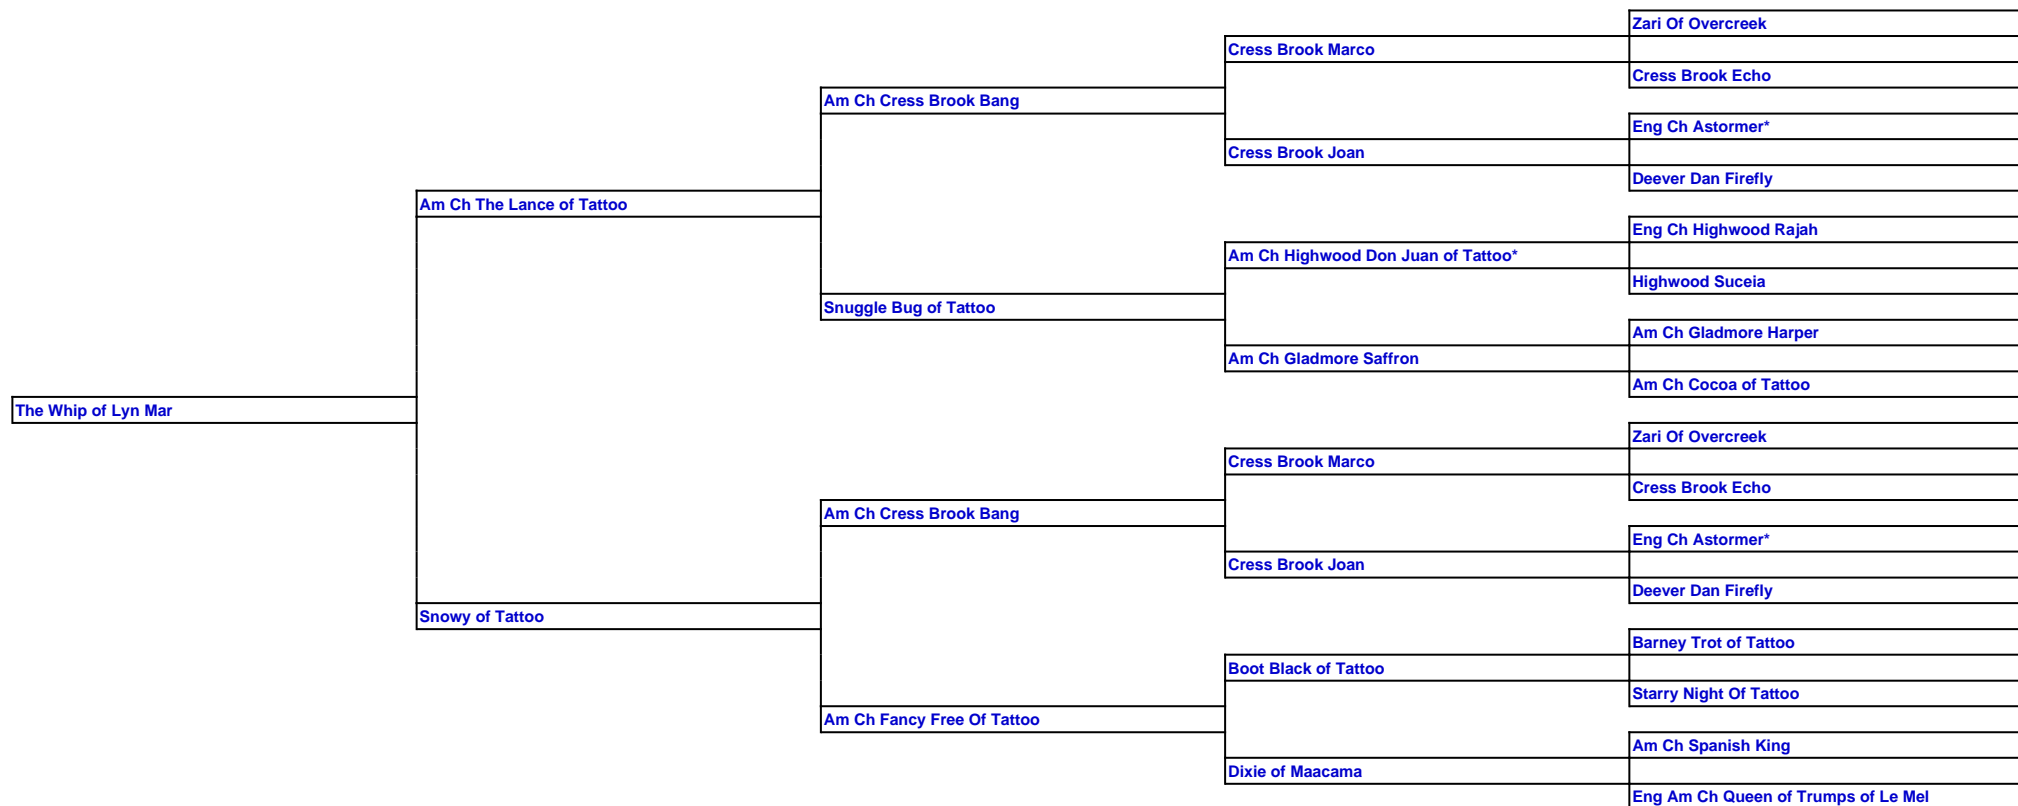 Zari Of Overcreek
Cress Brook Marco
Cress Brook Echo
Am Ch Cress Brook Bang
Eng Ch Astormer*
Cress Brook Joan
Deever Dan Firefly
Am Ch The Lance of Tattoo
Eng Ch Highwood Rajah
Am Ch Highwood Don Juan of Tattoo*
Highwood Suceia
Snuggle Bug of Tattoo
Am Ch Gladmore Harper
Am Ch Gladmore Saffron
Am Ch Cocoa of Tattoo
The Whip of Lyn Mar
Zari Of Overcreek
Cress Brook Marco
Cress Brook Echo
Am Ch Cress Brook Bang
Eng Ch Astormer*
Cress Brook Joan
Deever Dan Firefly
Snowy of Tattoo
Barney Trot of Tattoo
Boot Black of Tattoo
Starry Night Of Tattoo
Am Ch Fancy Free Of Tattoo
Am Ch Spanish King
Dixie of Maacama
Eng Am Ch Queen of Trumps of Le Mel